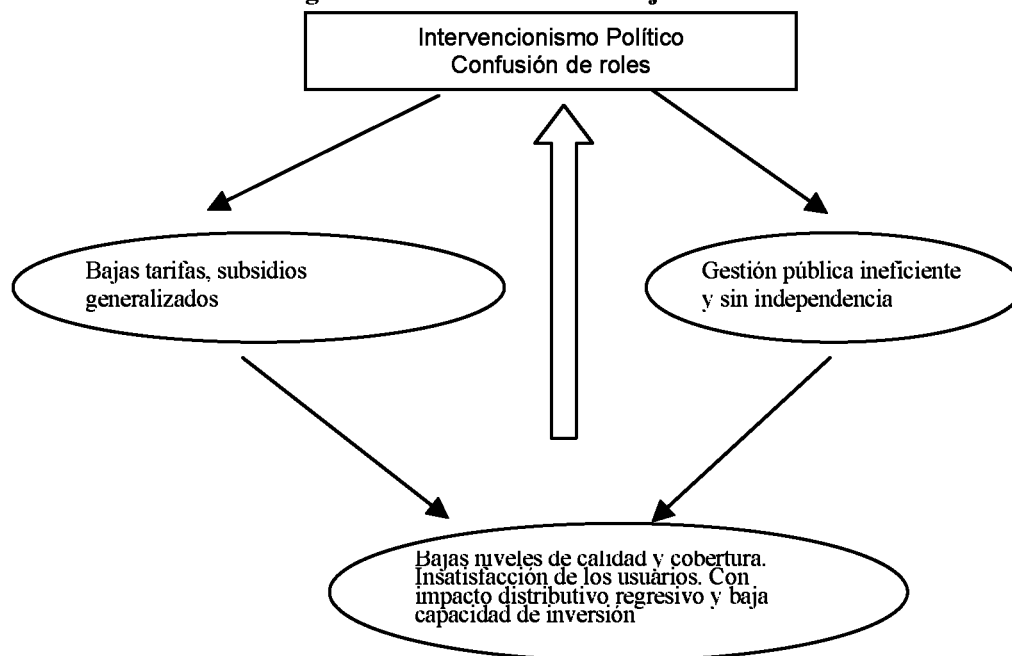 Intervencionismo Político
Confusión de roles
Bajas tarifas, subsidios
generalizados
Gestión pública ineficiente
y sin independencia
Bajas niveles de calidad y cobertura.
Insatisfacción de los usuarios. Con
impacto distributivo regresivo y baja
capacidad de inversión